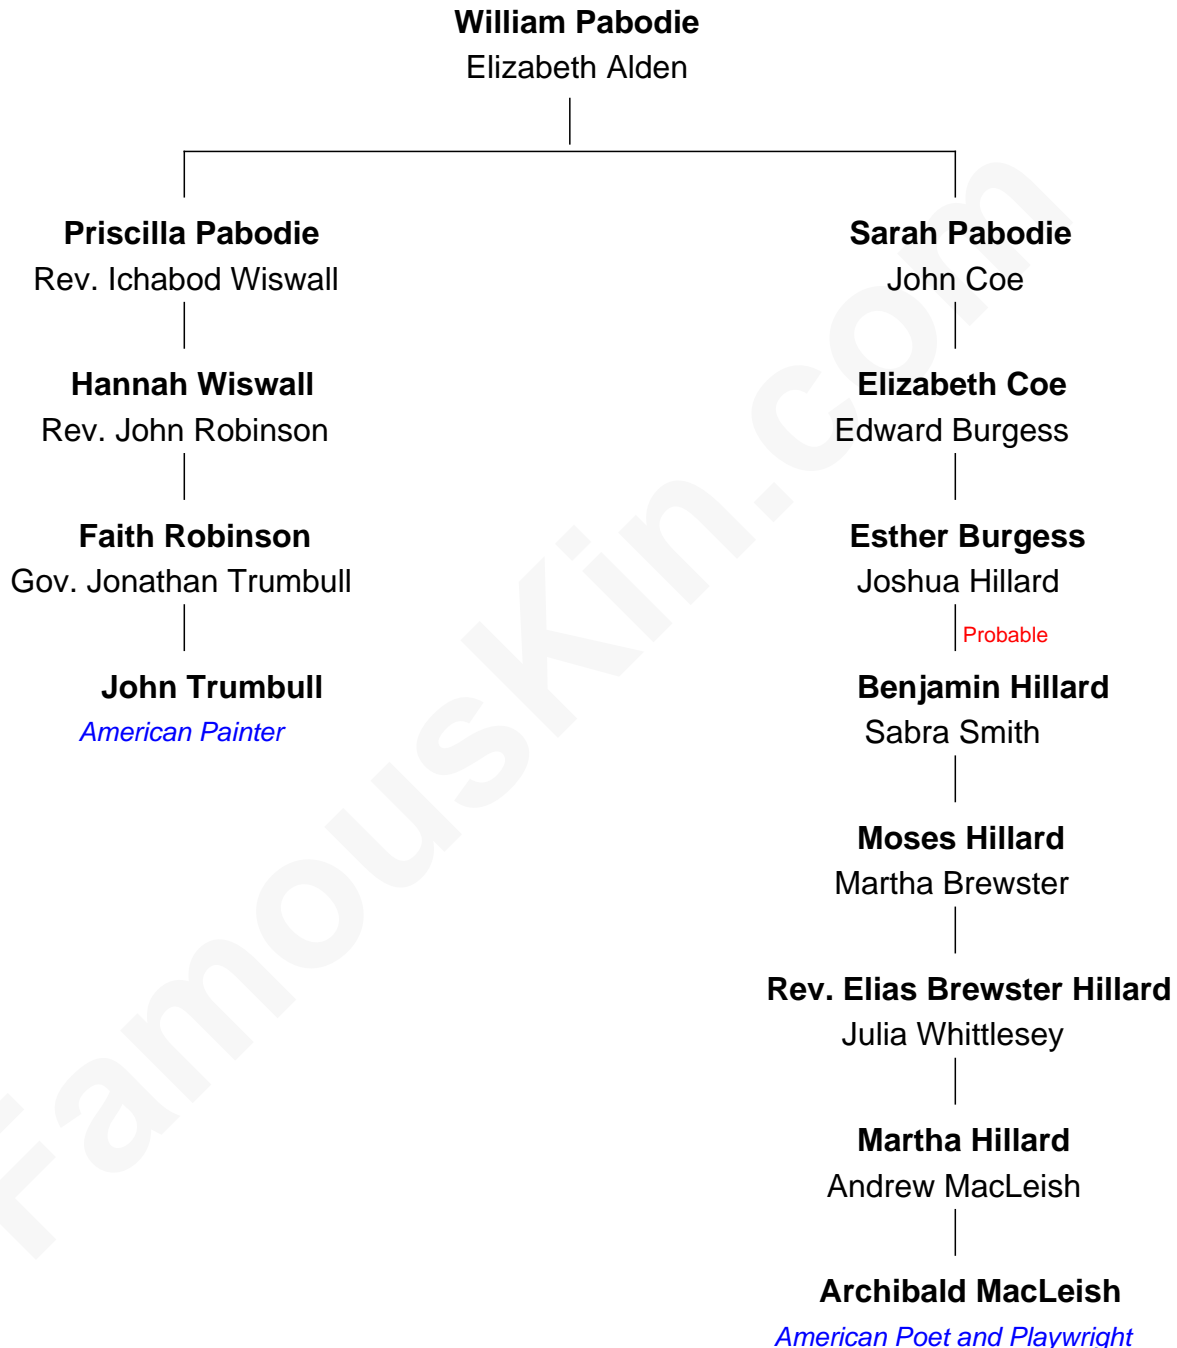 William Pabodie
Elizabeth Alden
Priscilla Pabodie
Rev. Ichabod Wiswall
Hannah Wiswall
Rev. John Robinson
Faith Robinson
Gov. Jonathan Trumbull
John Trumbull
American Painter
Sarah Pabodie
John Coe
Elizabeth Coe
Edward Burgess
Esther Burgess
Joshua Hillard
Probable
Benjamin Hillard
Sabra Smith
Moses Hillard
Martha Brewster
Rev. Elias Brewster Hillard
Julia Whittlesey
Martha Hillard
Andrew MacLeish
Archibald MacLeish
American Poet and Playwright
FamousKin.com